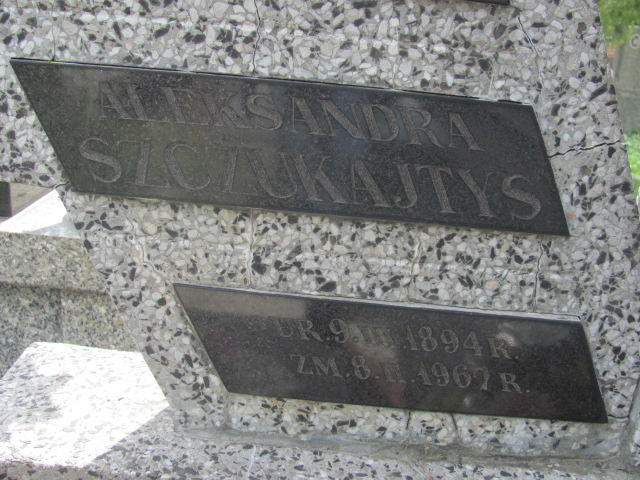 ALEKSANDRA
SZCZUKAJTYS
UR. 9. III. 1894 R.
ZM. 8. II. 1967 R.